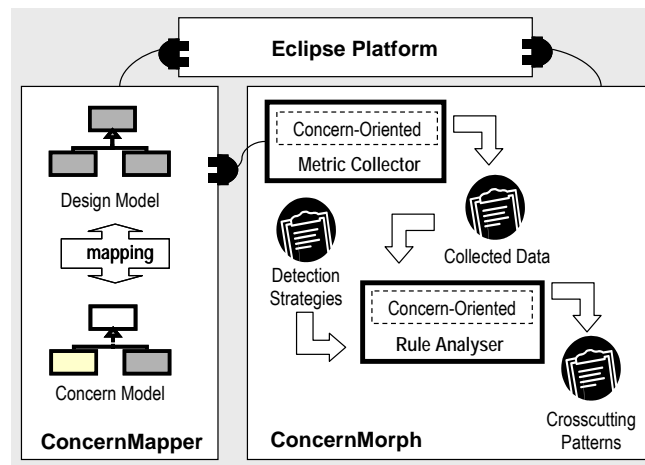 Eclipse Platform
Design Model
mapping
Concern Model
ConcernMapper
Concern-Oriented
Metric Collector
Collected Data
Detection
Strategies
Concern-Oriented
Rule Analyser
Crosscutting
Patterns
ConcernMorph